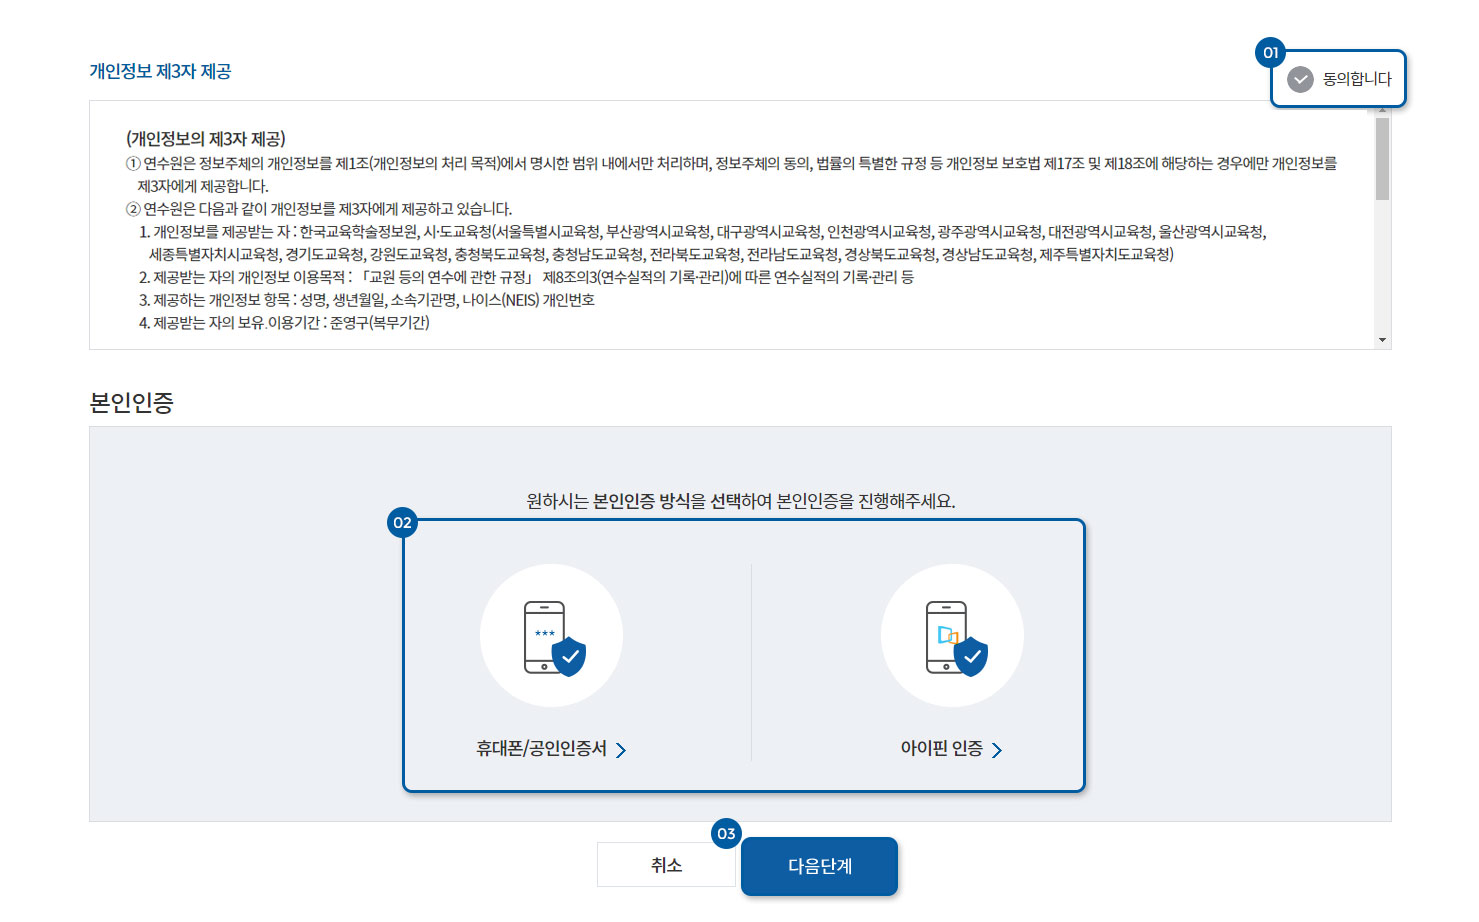 개인정보 제3자 제공
01
동의합니다
(개인정보의 제3자 제공)
① 연수원은 정보주체의 개인정보를 제1조(개인정보의 처리 목적)에서 명시한 범위 내에서만 처리하며, 정보주체의 동의, 법률의 특별한 규정 등 개인정보 보호법 제17조 및 제18조에 해당하는 경우에만 개인정보를
제3자에게 제공합니다.
② 연수원은 다음과 같이 개인정보를 제3자에게 제공하고 있습니다.
1. 개인정보를 제공받는 자 : 한국교육학술정보원, 시·도교육청(서울특별시교육청, 부산광역시교육청, 대구광역시교육청, 인천광역시교육청, 광주광역시교육청, 대전광역시교육청, 울산광역시교육청,
세종특별자치시교육청, 경기도교육청, 강원도교육청, 충청북도교육청, 충청남도교육청, 전라북도교육청, 전라남도교육청, 경상북도교육청, 경상남도교육청, 제주특별자치도교육청)
2. 제공받는 자의 개인정보 이용목적 : 「교원 등의 연수에 관한 규정」 제8조의3(연수실적의 기록·관리)에 따른 연수실적의 기록·관리 등
3. 제공하는 개인정보 항목 : 성명, 생년월일, 소속기관명, 나이스(NEIS) 개인번호
4. 제공받는 자의 보유.이용기간 : 준영구(복무기간)
본인인증
원하시는 본인인증 방식을 선택하여 본인인증을 진행해주세요.
02
***
휴대폰/공인인증서
아이핀 인증
03
취소
다음단계